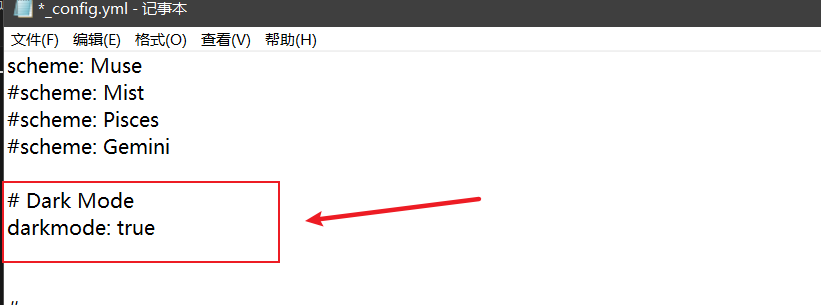 *_config.yml - 记事本
文件(F) 编辑(E) 格式(O) 查看(V) 帮助(H)
scheme: Muse
#scheme: Mist
#scheme: Pisces
#scheme: Gemini
# Dark Mode
darkmode: true